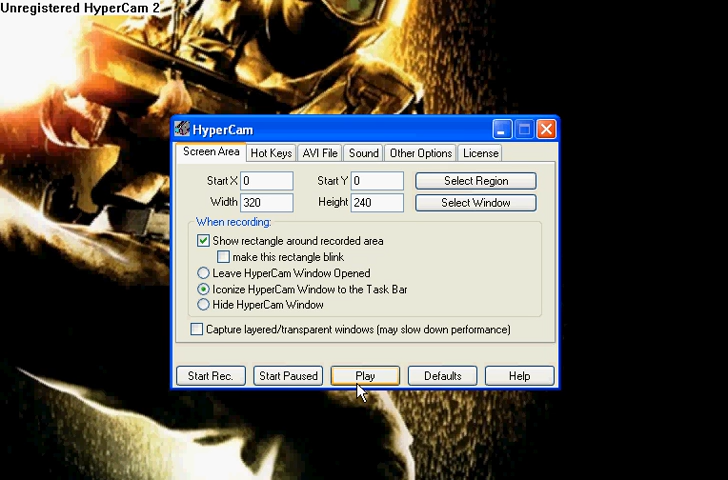 Unregistered HyperCam 2
HyperCam
Screen Area Hot Keys AVI File Sound Other Options License
Start X 0 Start Y 0 Select Region
Width 320 Height 240 Select Window
When recording:
Show rectangle around recorded area
make this rectangle blink
Leave HyperCam Window Opened
Iconize HyperCam Window to the Task Bar
Hide HyperCam Window
Capture layered/transparent windows (may slow down performance)
Start Rec. Start Paused Play Defaults Help